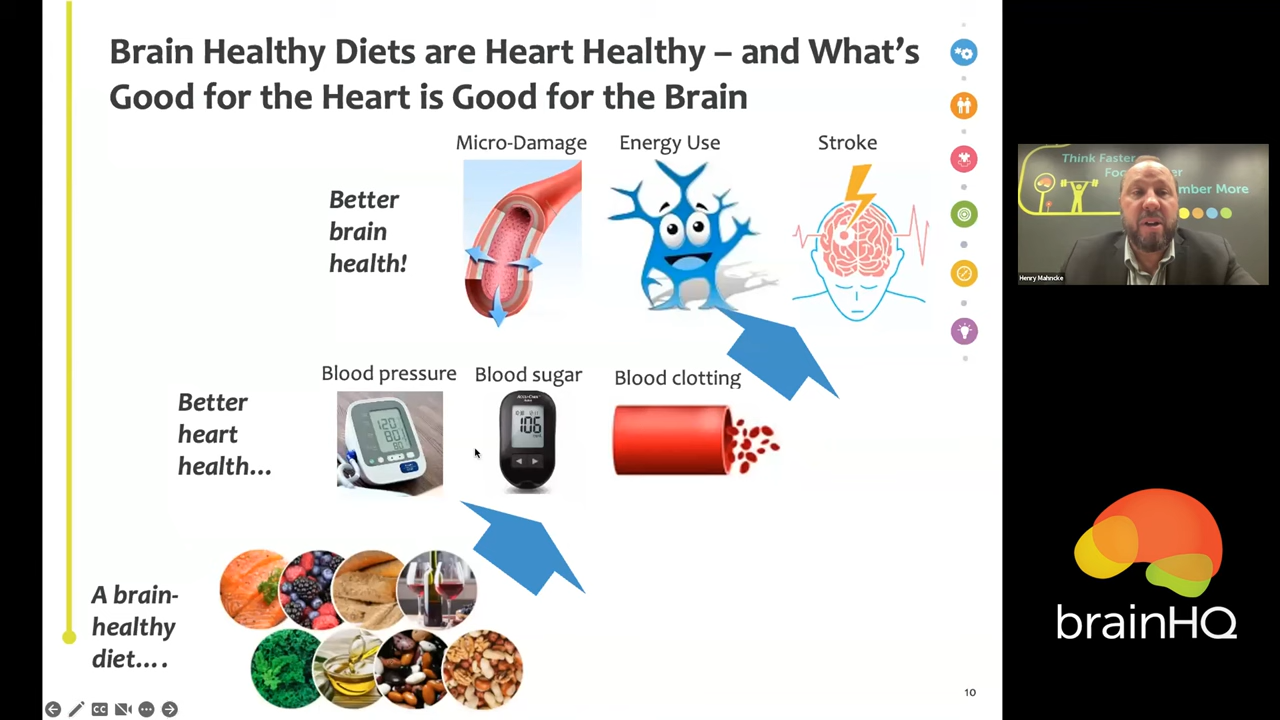 Brain Healthy Diets are Heart Healthy – and What's
Good for the Heart is Good for the Brain
Micro-Damage
Energy Use
Stroke
Better
brain
health!
Blood pressure
Blood sugar
Blood clotting
Better
heart
health...
120
80
106
A brain-
healthy
diet....
CC
10
Think Faster
Henry Mahncke
brainHQ